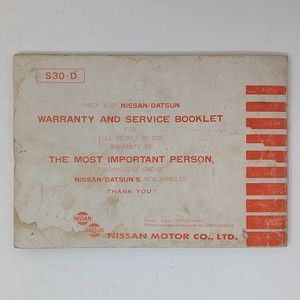 S30-D
CHECK YOUR NISSAN/DATSUN
WARRANTY AND SERVICE BOOKLET
FOR
FULL DETAILS OF OUR
WARRANTY TO
THE MOST IMPORTANT PERSON,
PURCHASER OF ONE OF
NISSAN/DATSUN'S NEW VEHICLES.
THANK YOU!
NISSAN
DATSUN
NISSAN MOTOR CO., LTD.